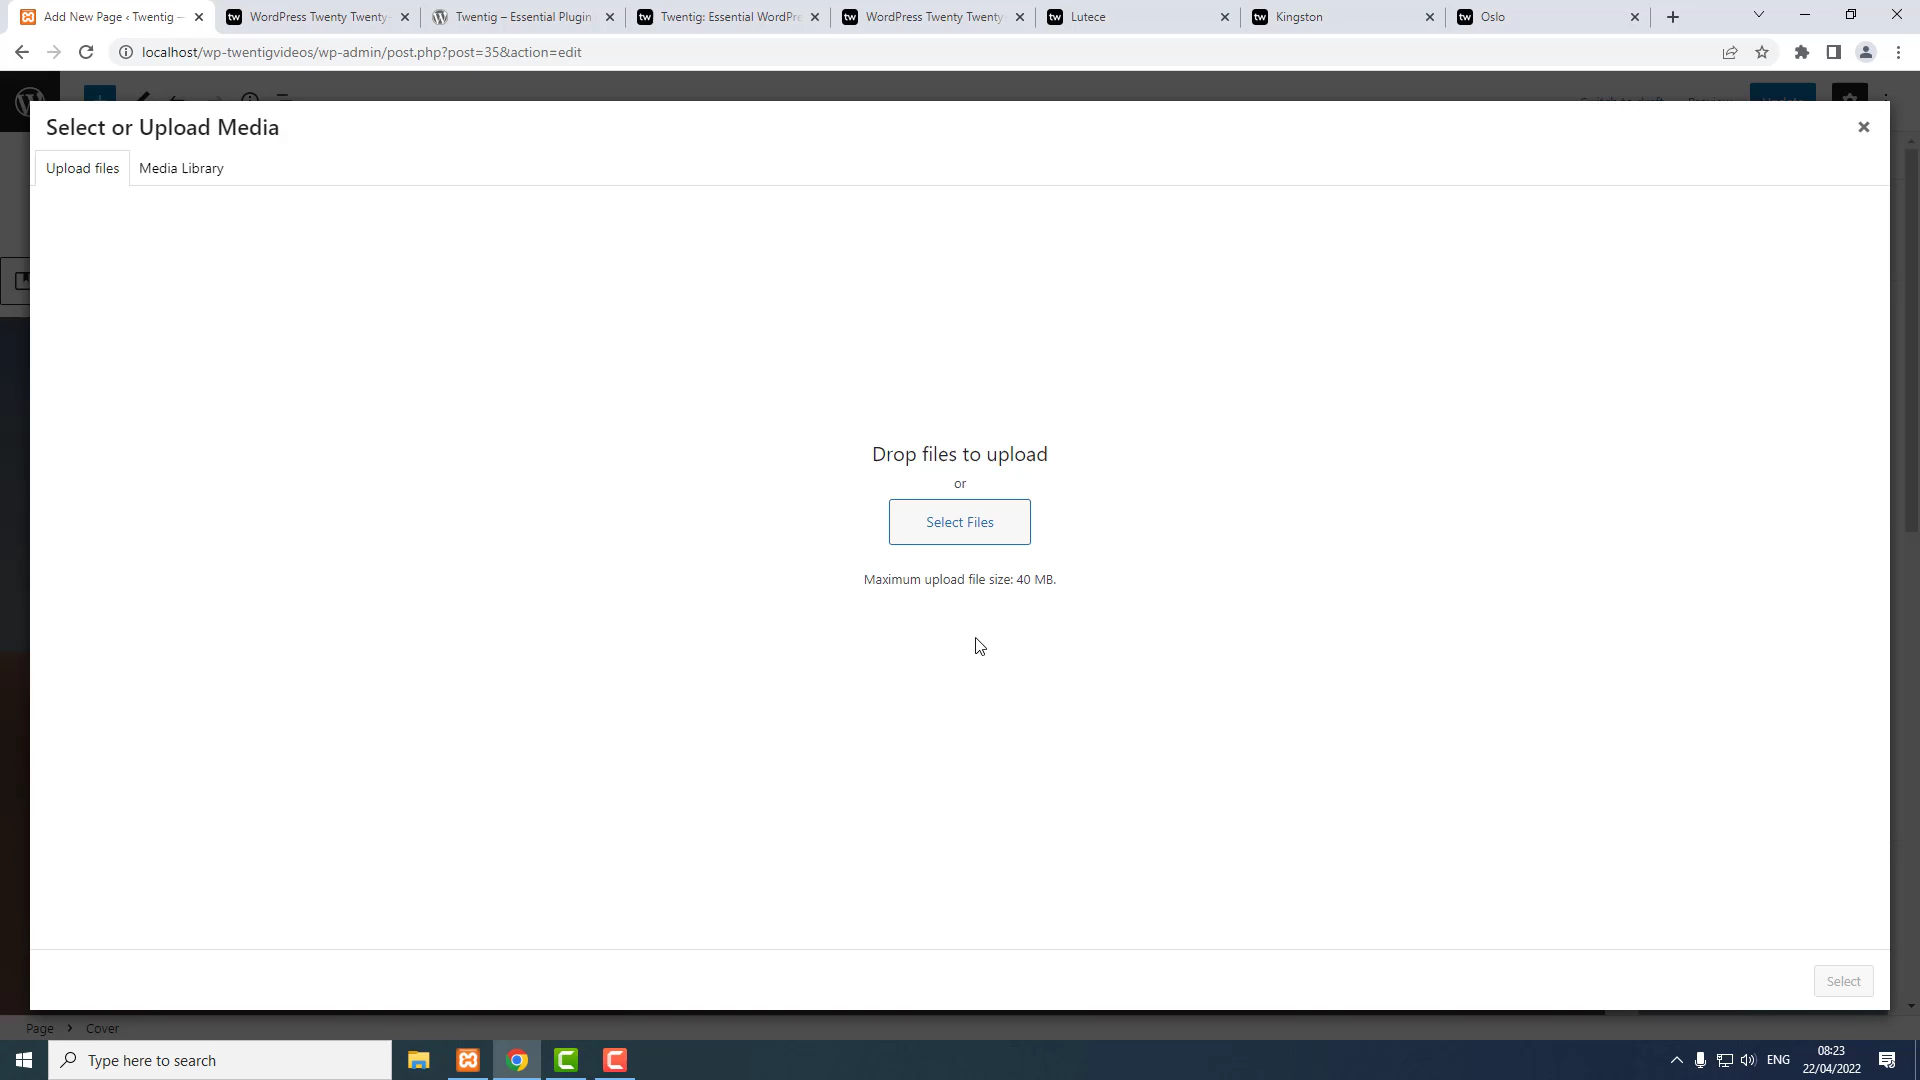 Add New Page ‹ Twentig –
WordPress Twenty Twenty
Twentig – Essential Plugin
Twentig: Essential WordPre
WordPress Twenty Twenty
Lutece
Kingston
Oslo
localhost/wp-twentigvideos/wp-admin/post.php?post=35&action=edit
Select or Upload Media
Upload files
Media Library
Drop files to upload
or
Select Files
Maximum upload file size: 40 MB.
Select
Page
Cover
Type here to search
ENG
08:23
22/04/2022